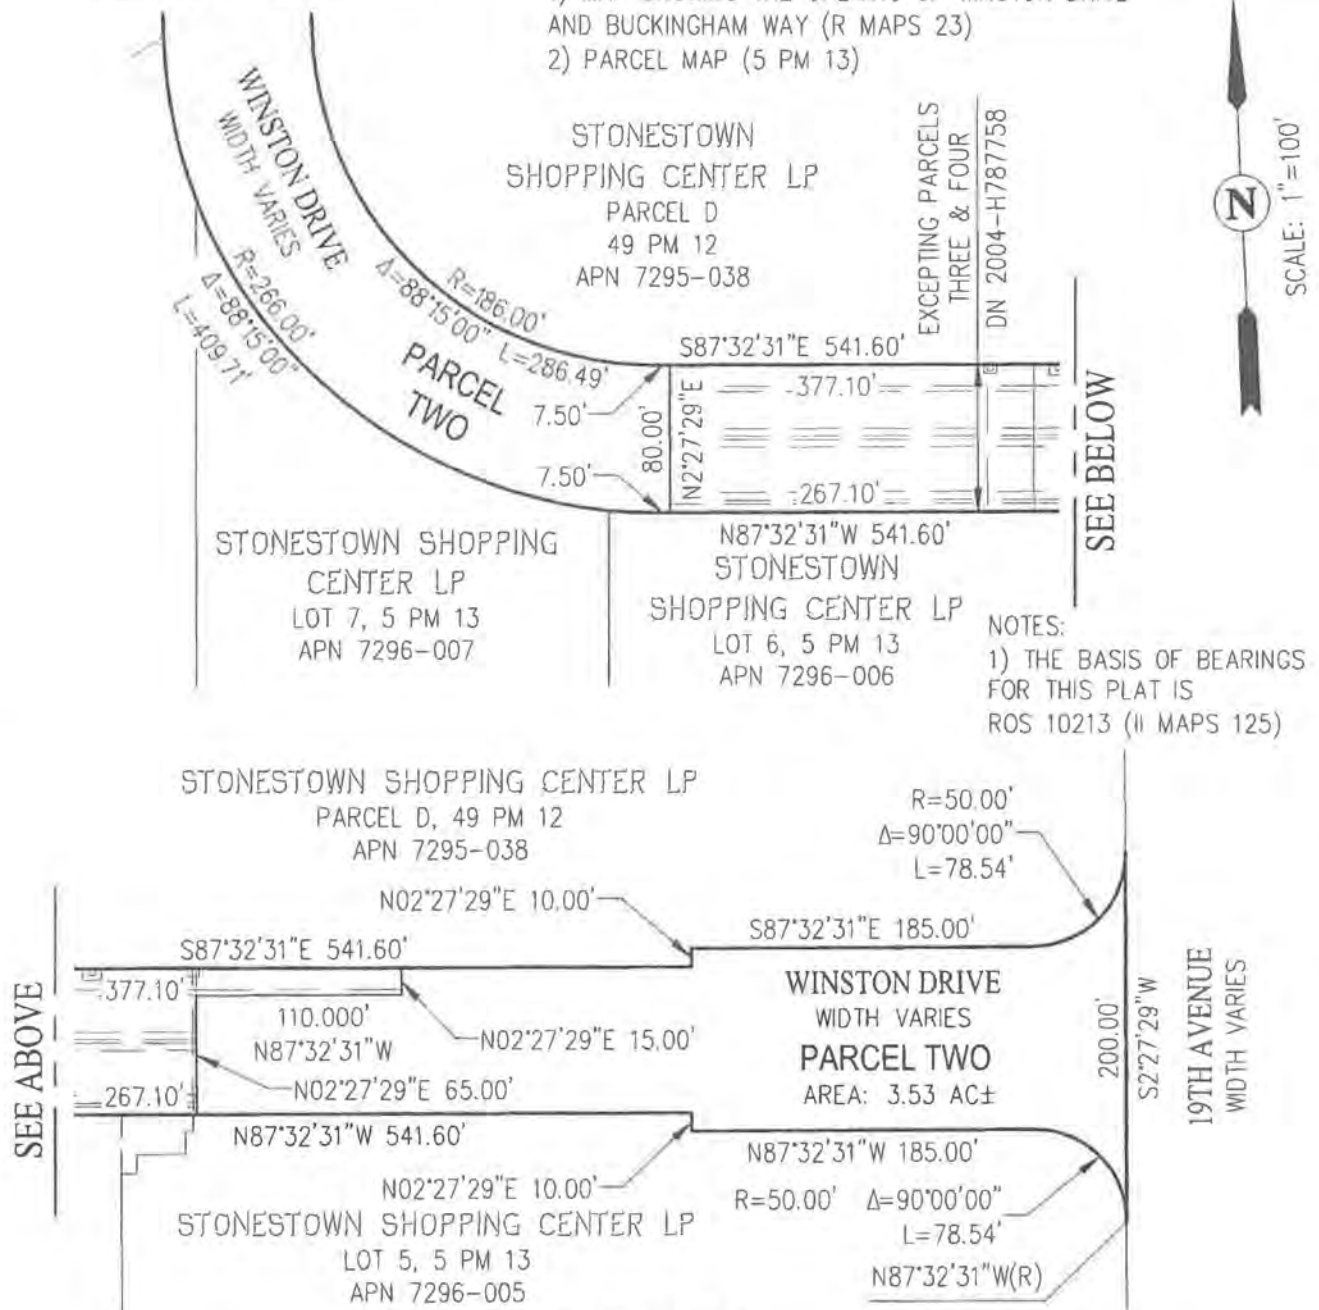 AND BUCKINGHAM WAY (R MAPS 23)
2) PARCEL MAP (5 PM 13)
WINSTON DRIVE
WIDTH VARIES
STONESTOWN
SHOPPING CENTER LP
PARCEL D
49 PM 12
APN 7295-038
EXCEPTING PARCELS
THREE & FOUR
DN 2004-H787758
N
SCALE: 1"=100'
R=266.00'
Δ=88°15'00"
L=409.71'
R=186.00'
Δ=88°15'00" L=286.49'
PARCEL
TWO
7.50'
7.50'
80.00'
N2°27'29"E
S87°32'31"E 541.60'
377.10'
267.10'
N87°32'31"W 541.60'
SEE BELOW
STONESTOWN SHOPPING
CENTER LP
LOT 7, 5 PM 13
APN 7296-007
STONESTOWN
SHOPPING CENTER LP
LOT 6, 5 PM 13
APN 7296-006
NOTES:
1) THE BASIS OF BEARINGS
FOR THIS PLAT IS
ROS 10213 (II MAPS 125)
STONESTOWN SHOPPING CENTER LP
PARCEL D, 49 PM 12
APN 7295-038
R=50.00'
Δ=90°00'00"
L=78.54'
N02°27'29"E 10.00'
S87°32'31"E 541.60'
S87°32'31"E 185.00'
SEE ABOVE
377.10'
110.000'
N87°32'31"W
N02°27'29"E 15.00'
N02°27'29"E 65.00'
267.10'
N87°32'31"W 541.60'
WINSTON DRIVE
WIDTH VARIES
PARCEL TWO
AREA: 3.53 AC±
200.00'
S2°27'29"W
19TH AVENUE
WIDTH VARIES
N02°27'29"E 10.00'
N87°32'31"W 185.00'
R=50.00' Δ=90°00'00"
L=78.54'
N87°32'31"W(R)
STONESTOWN SHOPPING CENTER LP
LOT 5, 5 PM 13
APN 7296-005